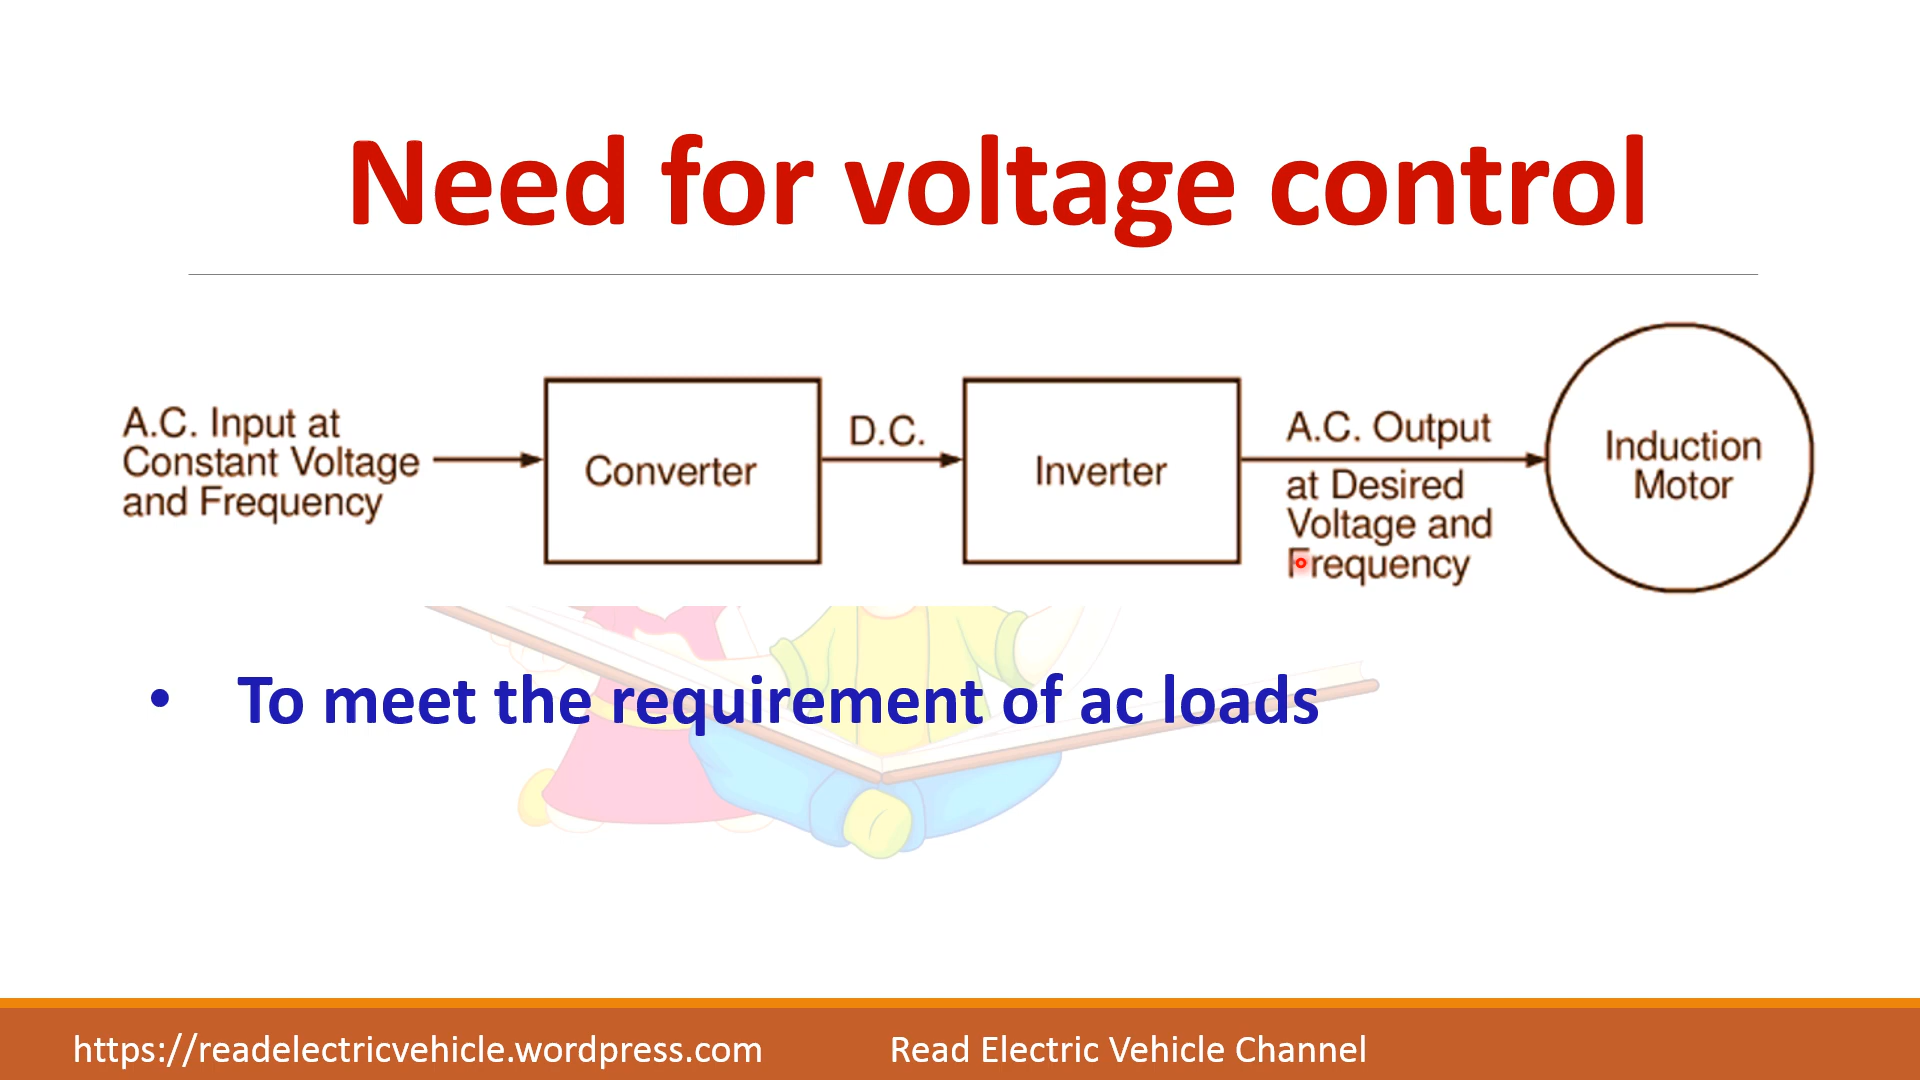 Need for voltage control
A.C. Input at
Constant Voltage
and Frequency
Converter
D.C.
Inverter
A.C. Output
at Desired
Voltage and
Frequency
Induction
Motor
• To meet the requirement of ac loads
https://readelectricvehicle.wordpress.com
Read Electric Vehicle Channel